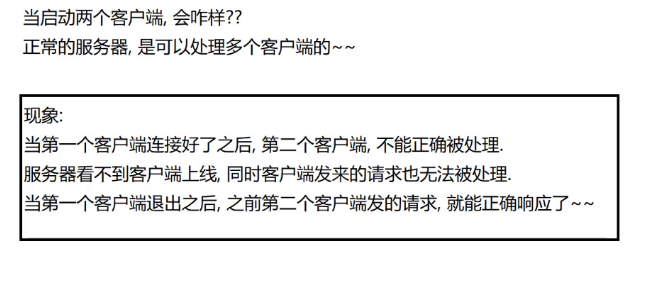 当启动两个客户端, 会咋样??
正常的服务器, 是可以处理多个客户端的~~
现象:
当第一个客户端连接好了之后, 第二个客户端, 不能正确被处理.
服务器看不到客户端上线, 同时客户端发来的请求也无法被处理.
当第一个客户端退出之后, 之前第二个客户端发的请求, 就能正确响应了~~